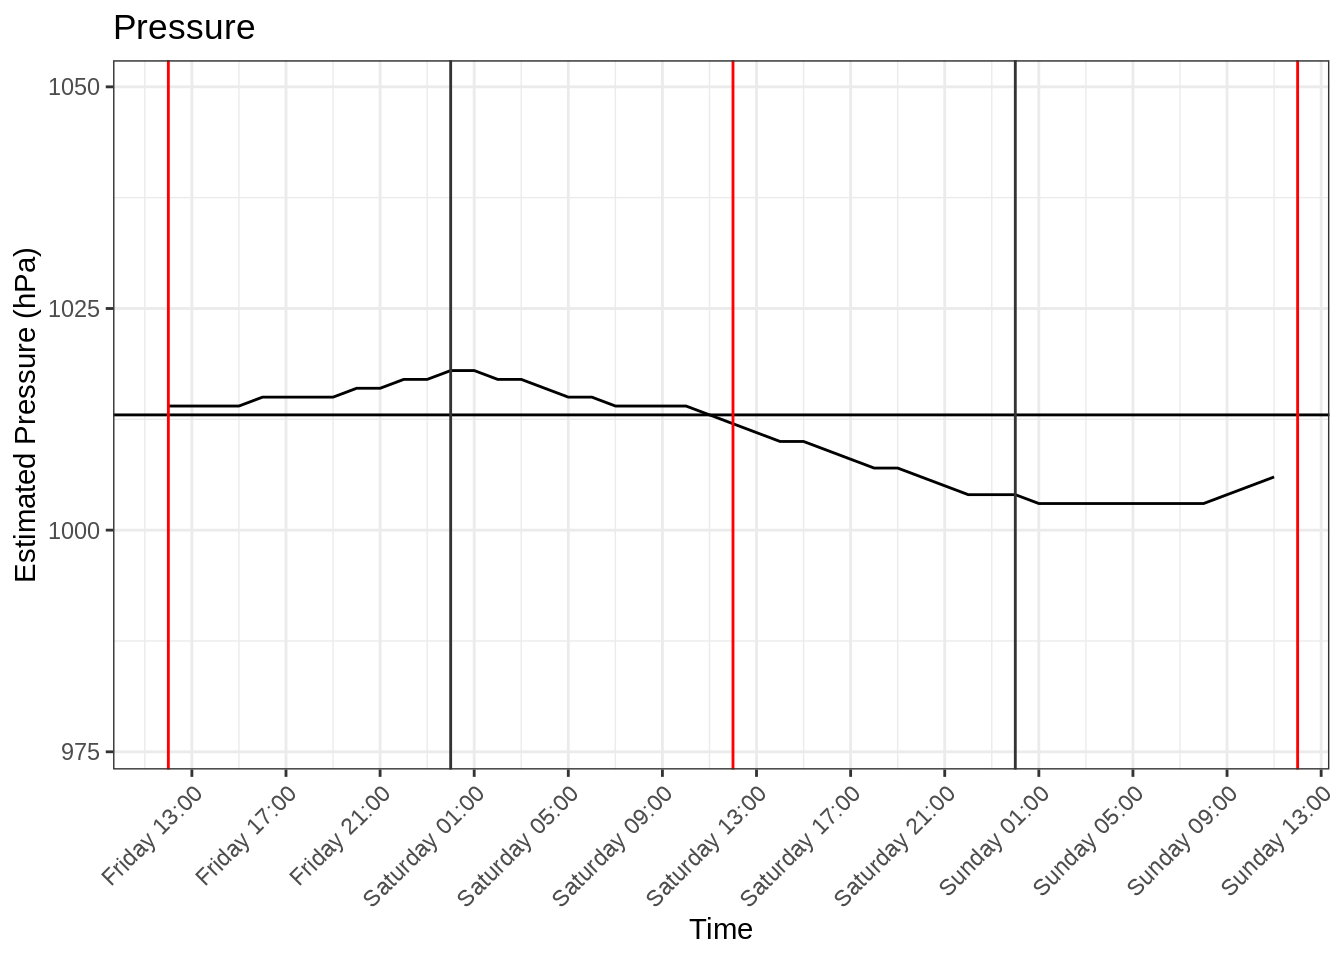 Pressure
Estimated Pressure (hPa)
1050
1025
1000
975
Friday 13:00
Friday 17:00
Friday 21:00
Saturday 01:00
Saturday 05:00
Saturday 09:00
Saturday 13:00
Saturday 17:00
Saturday 21:00
Sunday 01:00
Sunday 05:00
Sunday 09:00
Sunday 13:00
Time